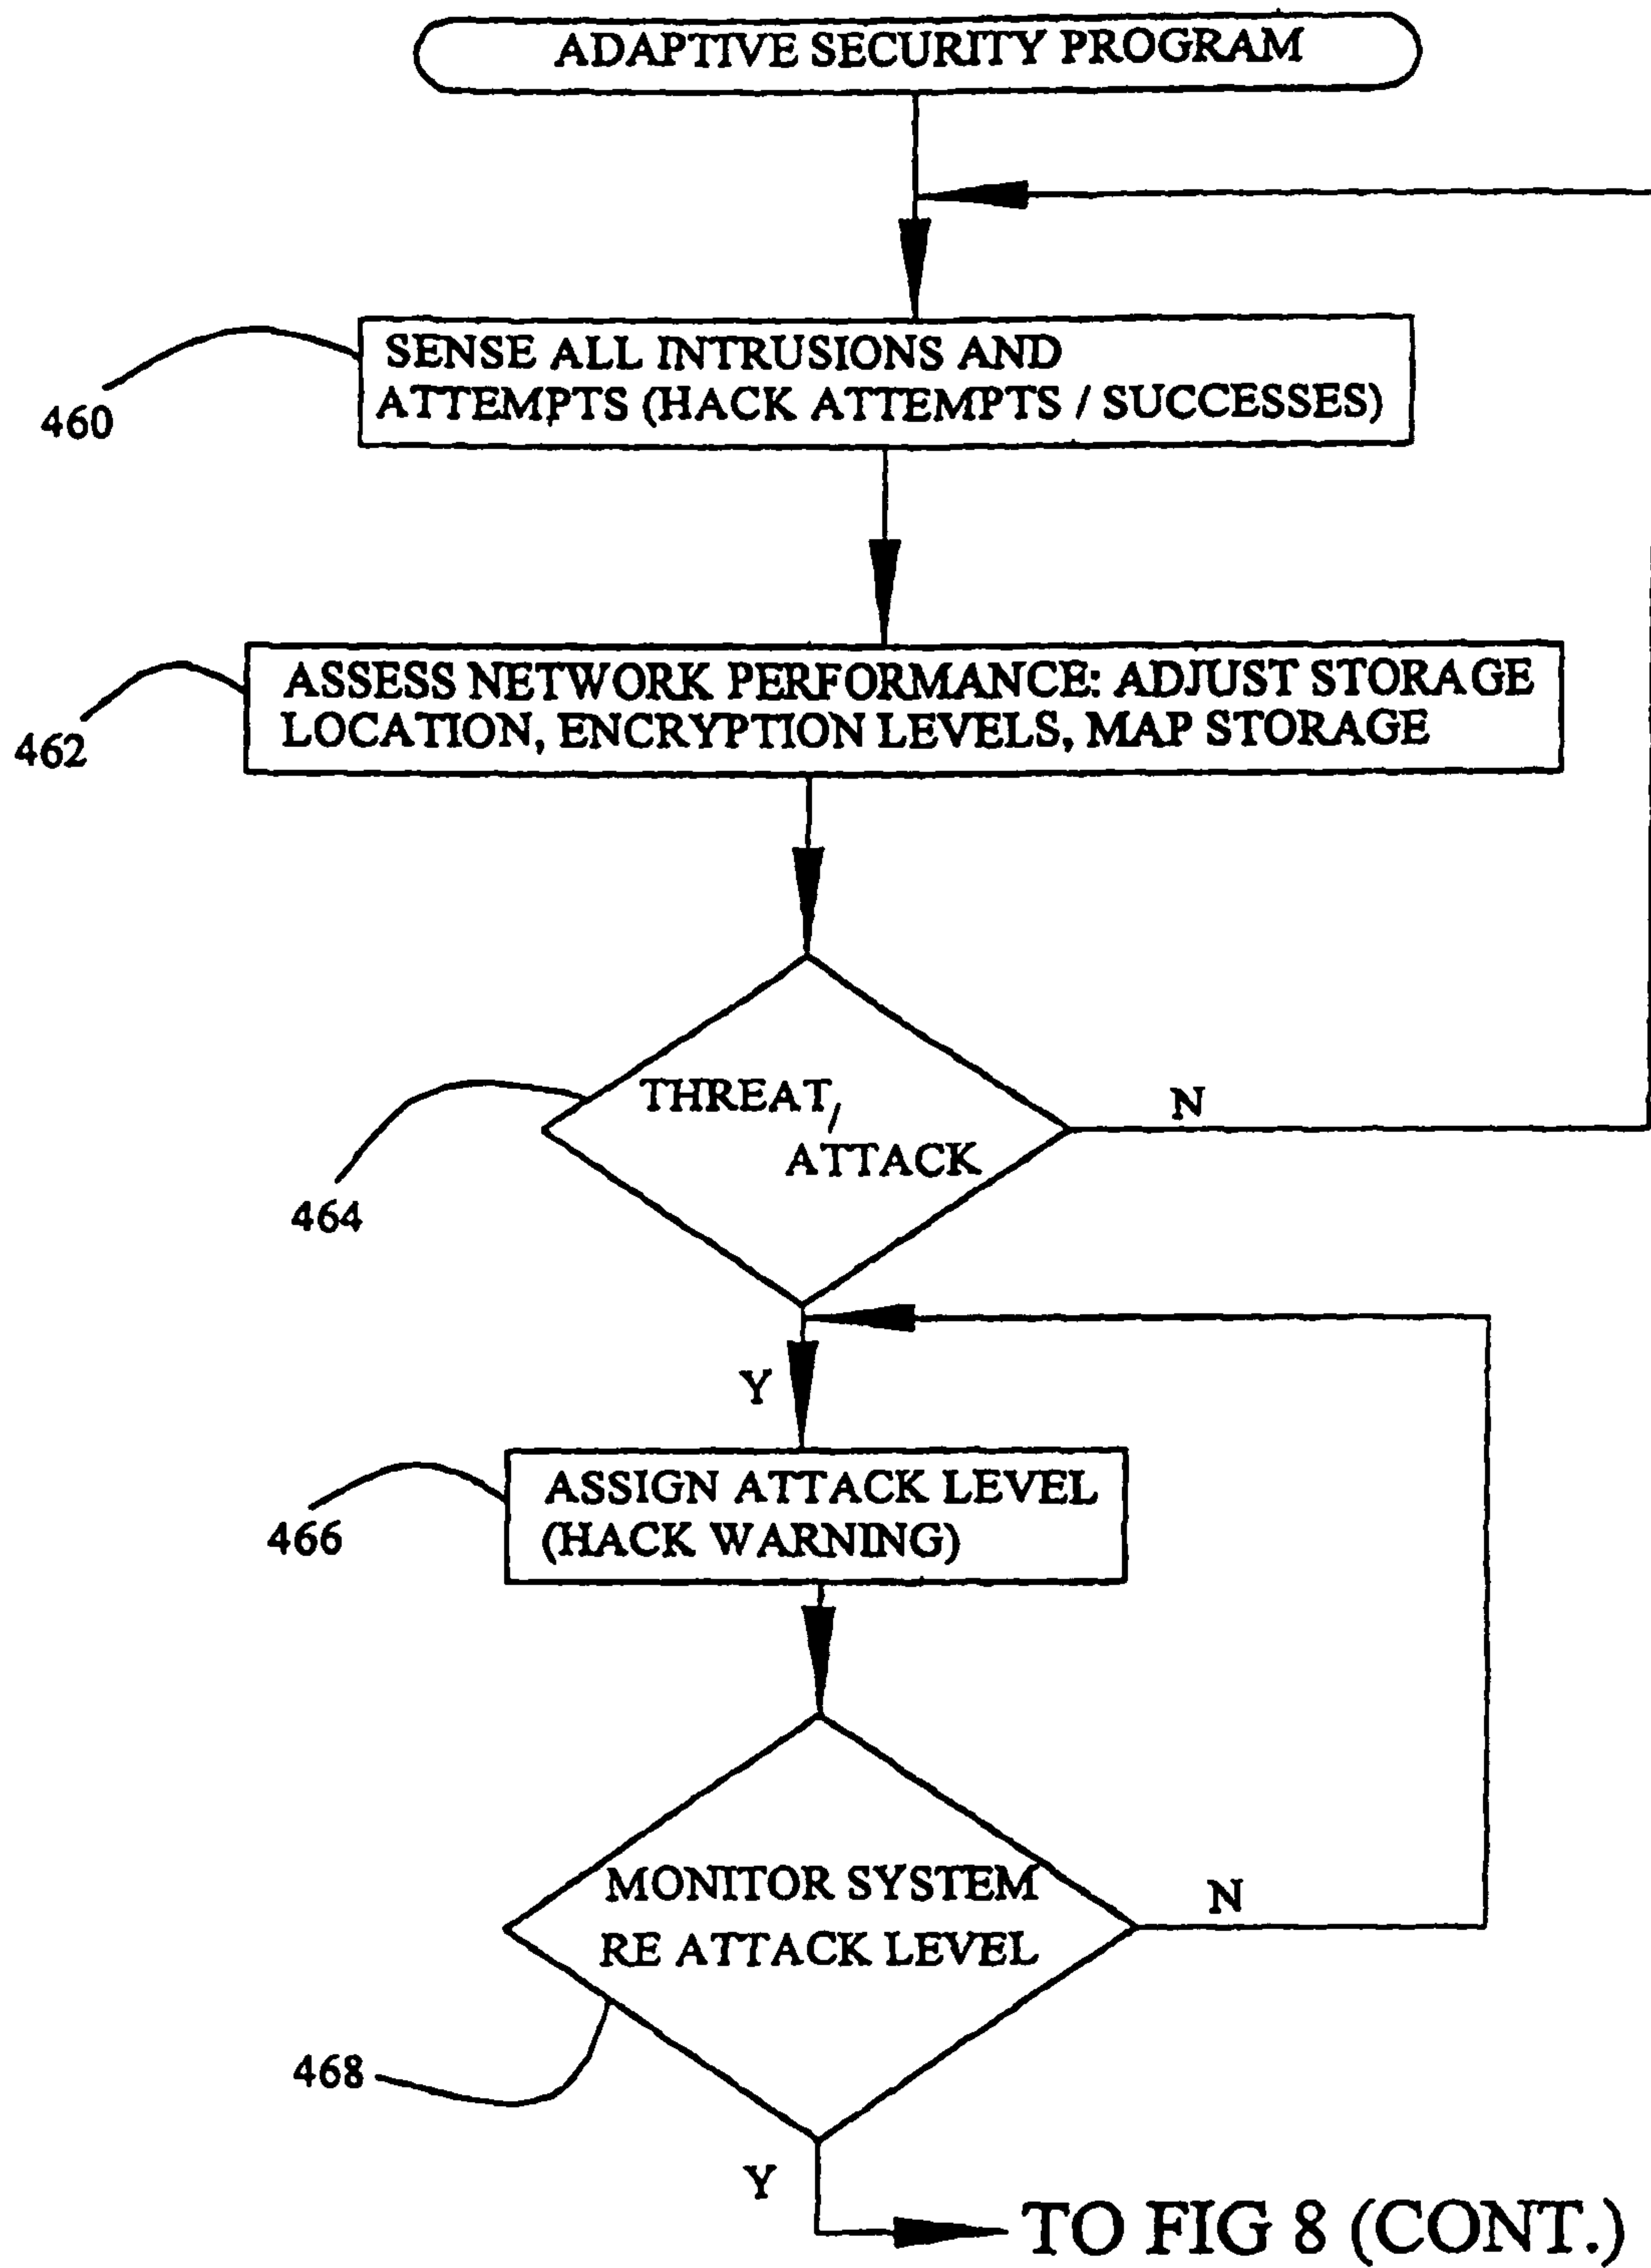 ADAPTIVE SECURITY PROGRAM
SENSE ALL INTRUSIONS AND
ATTEMPTS (HACK ATTEMPTS / SUCCESSES)
460
ASSESS NETWORK PERFORMANCE: ADJUST STORAGE
LOCATION, ENCRYPTION LEVELS, MAP STORAGE
462
THREAT/
ATTACK
N
464
Y
ASSIGN ATTACK LEVEL
(HACK WARNING)
466
MONITOR SYSTEM
RE ATTACK LEVEL
N
468
Y
TO FIG 8 (CONT.)